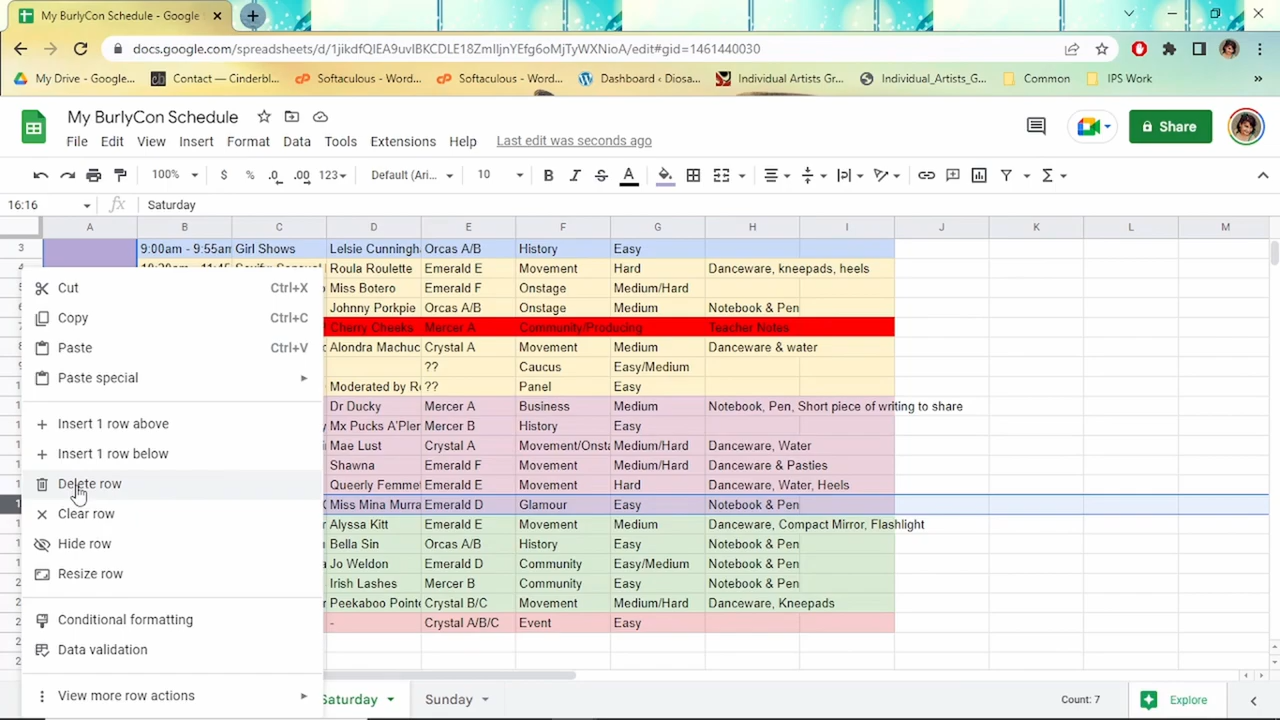 My BurlyCon Schedule - Google
docs.google.com/spreadsheets/d/1jikdfQIEA9uvIBKCDLE18ZmIljnYEfg6oMjTyWXNioA/edit#gid=1461440030
My Drive - Google... Contact — Cinderbl... Softaculous - Word... Softaculous - Word... Dashboard ‹ Diosa... Individual Artists Gr... Individual_Artists_G... Common IPS Work »
My BurlyCon Schedule
File Edit View Insert Format Data Tools Extensions Help Last edit was seconds ago
Share
100% $ % .0 .00 123 Default (Ari... 10 B I S A
16:16 fx Saturday
A B C D E F G H I J K L M
3 9:00am - 9:55am Girl Shows Lelsie Cunningh Orcas A/B History Easy
Roula Roulette Emerald E Movement Hard Danceware, kneepads, heels
Miss Botero Emerald F Onstage Medium/Hard
Johnny Porkpie Orcas A/B Onstage Medium Notebook & Pen
Cherry Cheeks Mercer A Community/Producing Teacher Notes
Alondra Machuc Crystal A Movement Medium Danceware & water
?? Caucus Easy/Medium
Moderated by R ?? Panel Easy
Dr Ducky Mercer A Business Medium Notebook, Pen, Short piece of writing to share
Mx Pucks A'Pler Mercer B History Easy
Mae Lust Crystal A Movement/Onsta Medium/Hard Danceware, Water
Shawna Emerald F Movement Medium/Hard Danceware & Pasties
Queerly Femmet Emerald E Movement Hard Danceware, Water, Heels
Miss Mina Murra Emerald D Glamour Easy Notebook & Pen
Alyssa Kitt Emerald E Movement Medium Danceware, Compact Mirror, Flashlight
Bella Sin Orcas A/B History Easy Notebook & Pen
Jo Weldon Emerald D Community Easy/Medium Notebook & Pen
Irish Lashes Mercer B Community Easy Notebook & Pen
Peekaboo Pointe Crystal B/C Movement Medium/Hard Danceware, Kneepads
- Crystal A/B/C Event Easy
Cut Ctrl+X
Copy Ctrl+C
Paste Ctrl+V
Paste special
Insert 1 row above
Insert 1 row below
Delete row
Clear row
Hide row
Resize row
Conditional formatting
Data validation
View more row actions
Saturday Sunday Count: 7 Explore